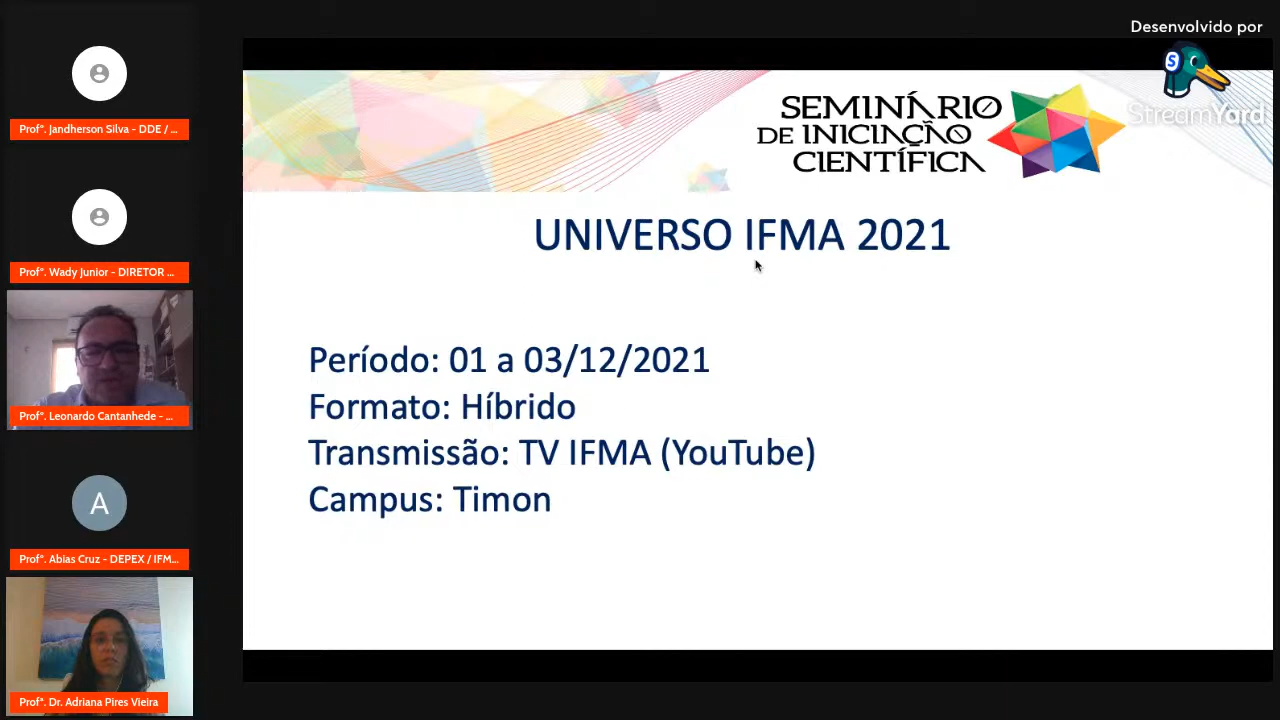 Desenvolvido por
StreamYard
SEMINÁRIO
DE INICIAÇÃO
CIENTÍFICA
UNIVERSO IFMA 2021
Período: 01 a 03/12/2021
Formato: Híbrido
Transmissão: TV IFMA (YouTube)
Campus: Timon
Profº. Jandherson Silva - DDE / ...
Profº. Wady Junior - DIRETOR ...
Profº. Leonardo Cantanhede - ...
A
Profº. Abias Cruz - DEPEX / IFM...
Profª. Dr. Adriana Pires Vieira